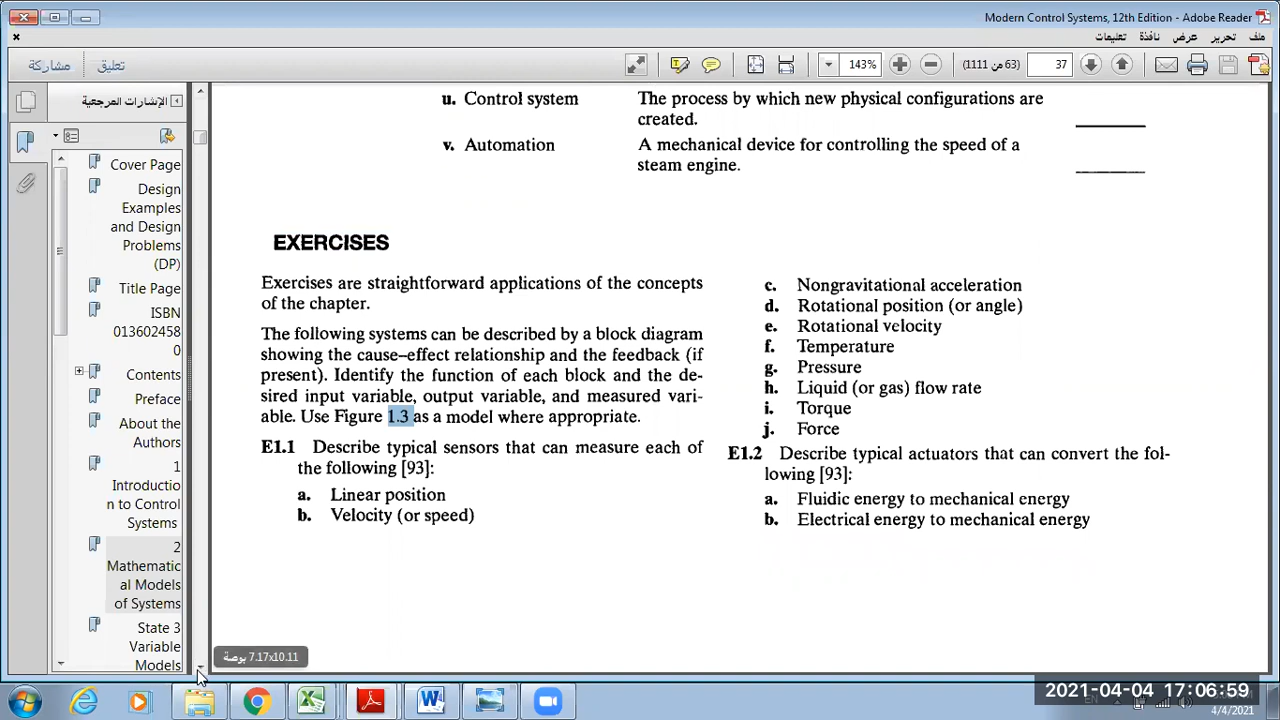 Modern Control Systems, 12th Edition - Adobe Reader
ملف تحرير عرض نافذة تعليمات
37 (63 من 1111) 143% تعليق مشاركة
الإشارات المرجعية
Cover Page
Design
Examples
and Design
Problems
(DP)
Title Page
ISBN
013602458
0
Contents
Preface
About the
Authors
1
Introductio
n to Control
Systems
2
Mathematic
al Models
of Systems
State 3
Variable
Models
u. Control system The process by which new physical configurations are
created.
v. Automation A mechanical device for controlling the speed of a
steam engine.
EXERCISES
Exercises are straightforward applications of the concepts
of the chapter.
The following systems can be described by a block diagram
showing the cause–effect relationship and the feedback (if
present). Identify the function of each block and the de-
sired input variable, output variable, and measured vari-
able. Use Figure 1.3 as a model where appropriate.
E1.1 Describe typical sensors that can measure each of
the following [93]:
a. Linear position
b. Velocity (or speed)
c. Nongravitational acceleration
d. Rotational position (or angle)
e. Rotational velocity
f. Temperature
g. Pressure
h. Liquid (or gas) flow rate
i. Torque
j. Force
E1.2 Describe typical actuators that can convert the fol-
lowing [93]:
a. Fluidic energy to mechanical energy
b. Electrical energy to mechanical energy
7.17x10.11 بوصة
2021-04-04 17:06:59
EN
4/4/2021